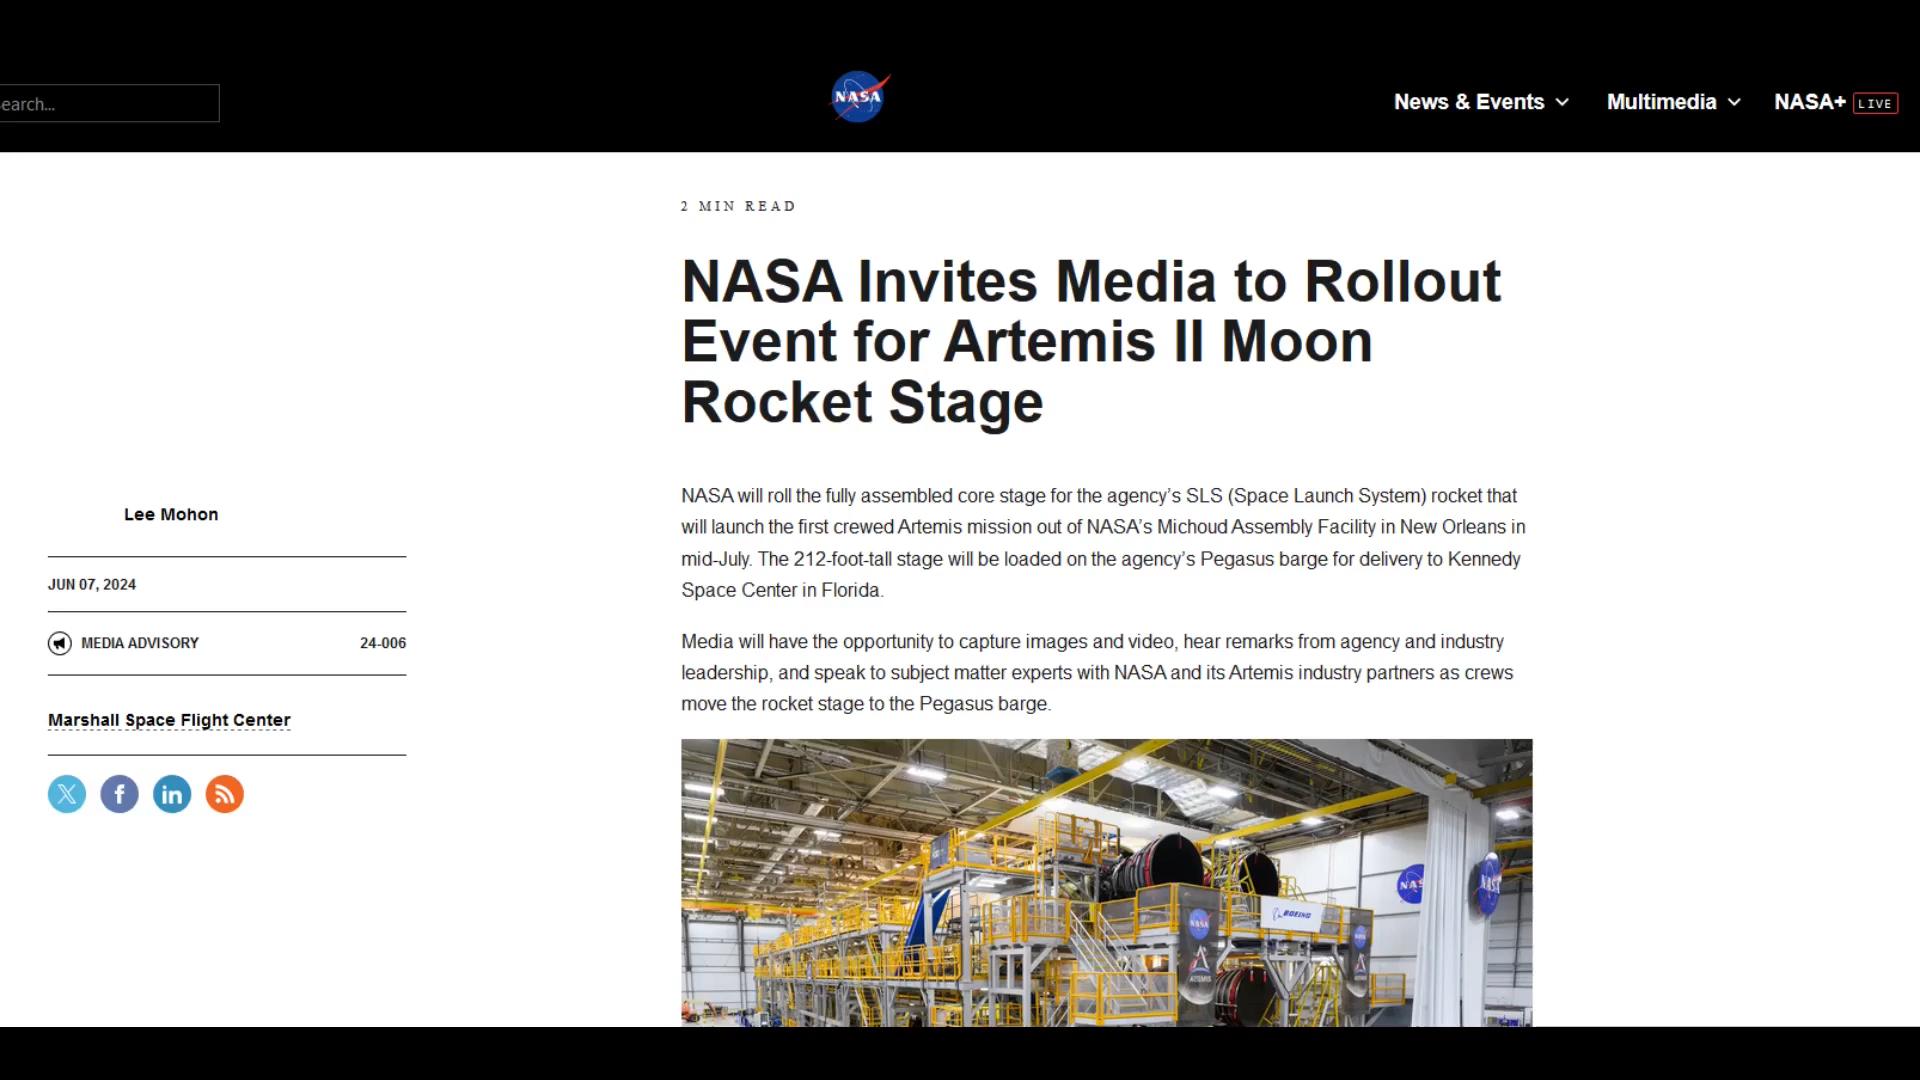 earch...
NASA
News & Events
Multimedia
NASA+ LIVE
2 MIN READ
NASA Invites Media to Rollout
Event for Artemis II Moon
Rocket Stage
Lee Mohon
JUN 07, 2024
MEDIA ADVISORY 24-006
Marshall Space Flight Center
NASA will roll the fully assembled core stage for the agency’s SLS (Space Launch System) rocket that
will launch the first crewed Artemis mission out of NASA’s Michoud Assembly Facility in New Orleans in
mid-July. The 212-foot-tall stage will be loaded on the agency’s Pegasus barge for delivery to Kennedy
Space Center in Florida.
Media will have the opportunity to capture images and video, hear remarks from agency and industry
leadership, and speak to subject matter experts with NASA and its Artemis industry partners as crews
move the rocket stage to the Pegasus barge.
NAS
NASA
BOEING
NASA
NASA
ARTEMIS